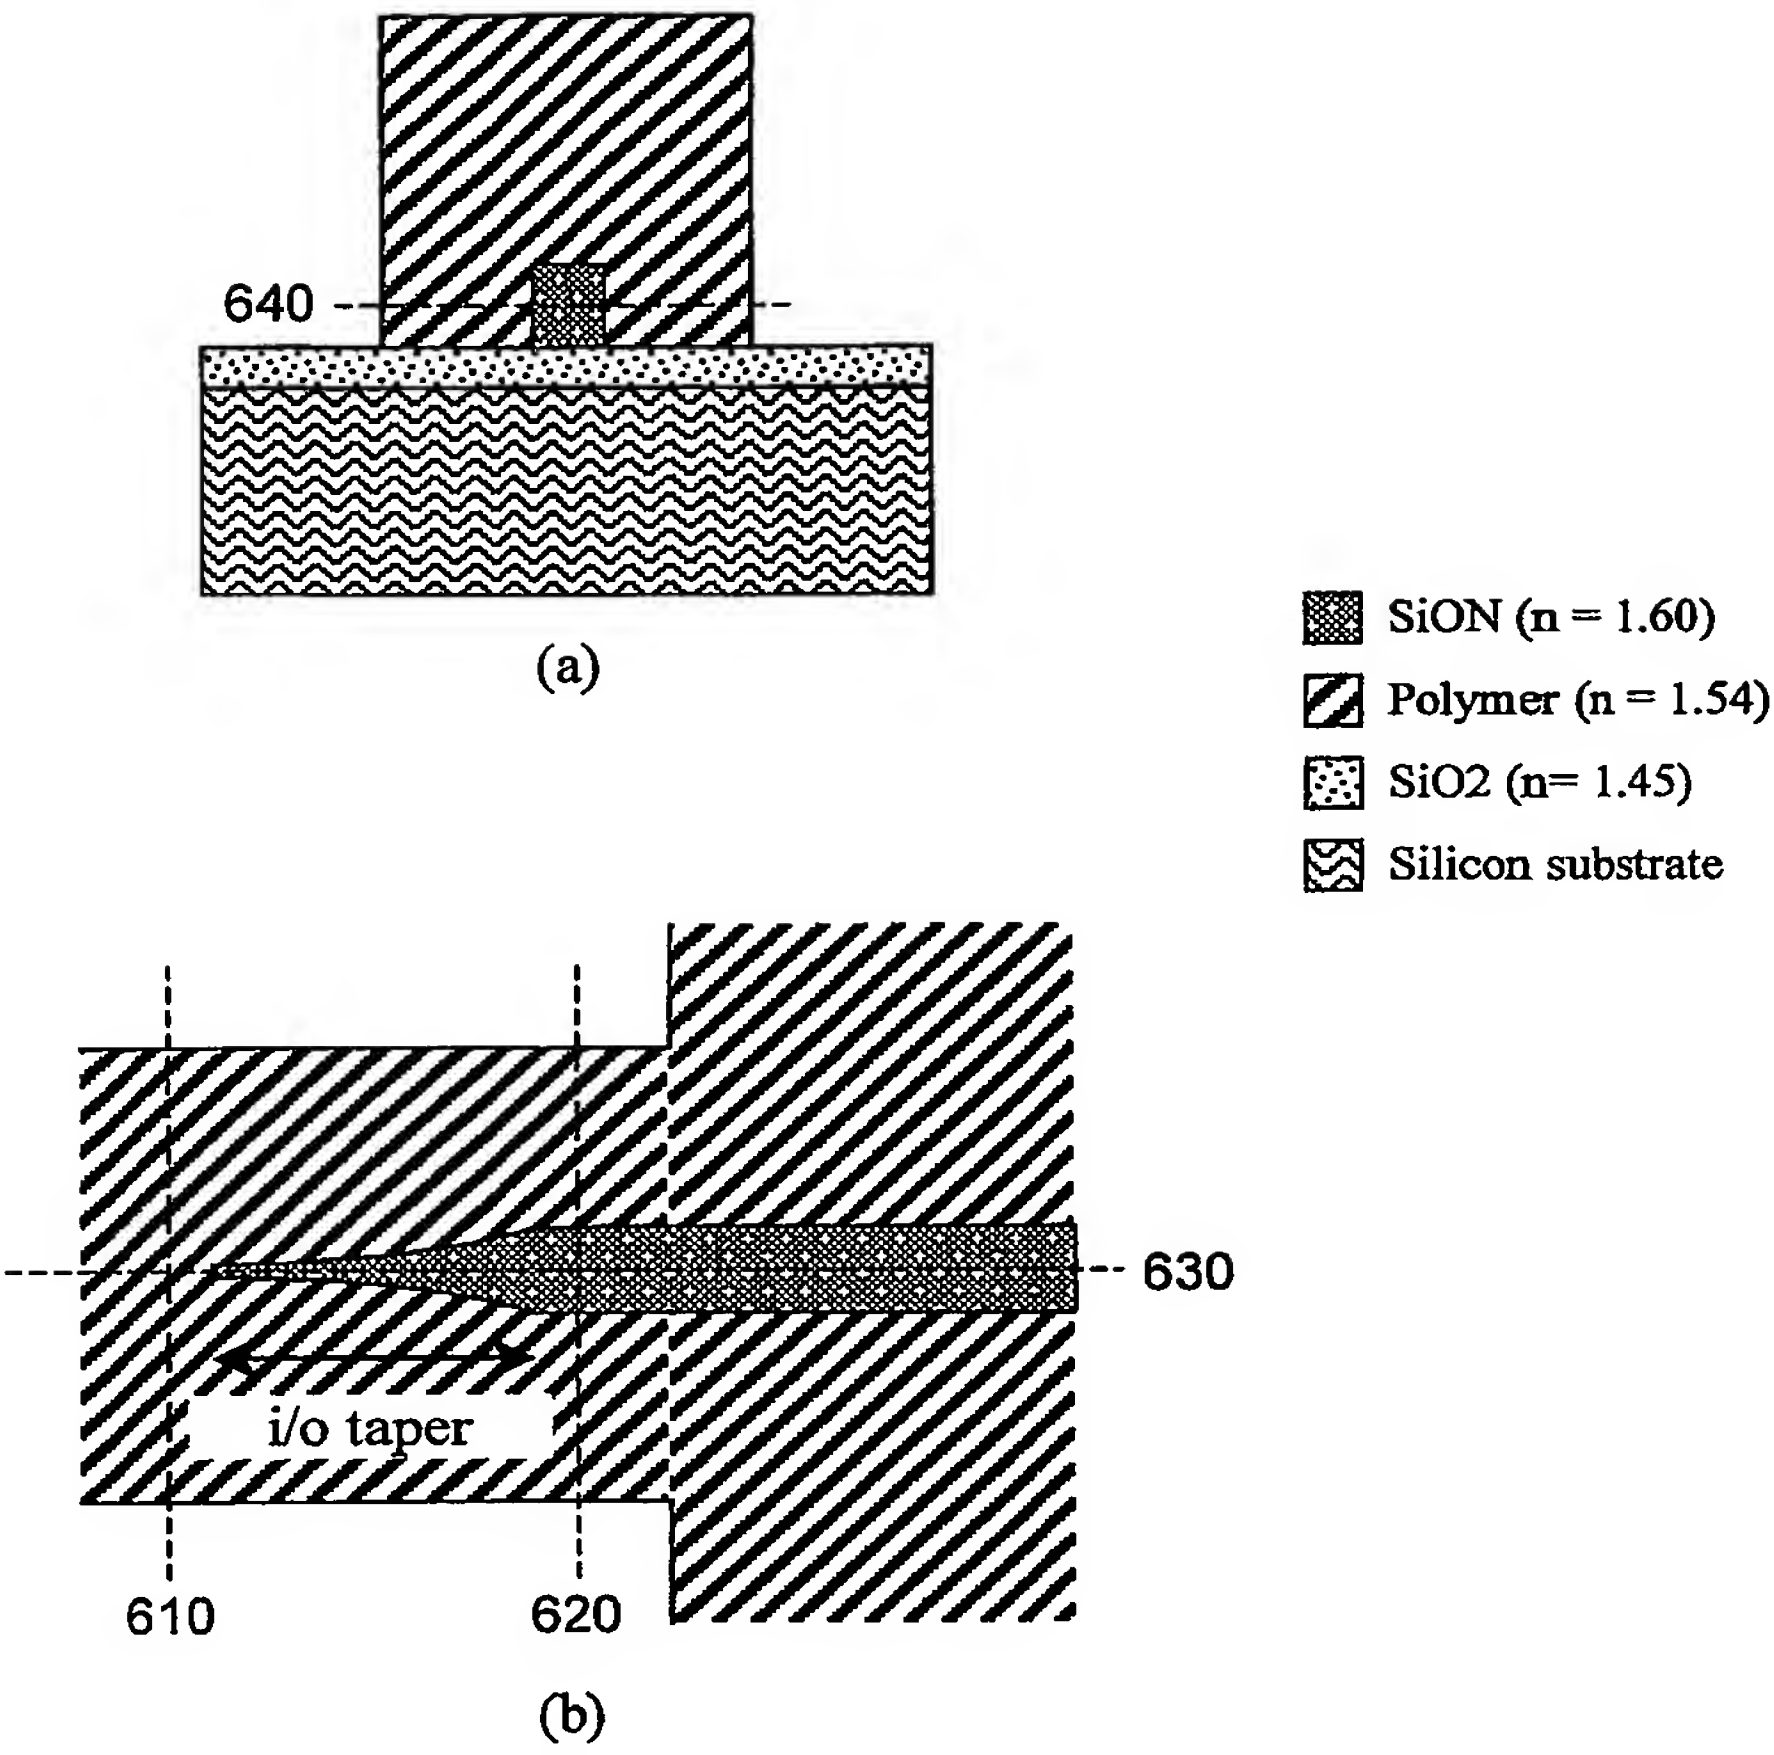 640
(a)
SiON (n = 1.60)
Polymer (n = 1.54)
SiO2 (n= 1.45)
Silicon substrate
630
i/o taper
610
620
(b)